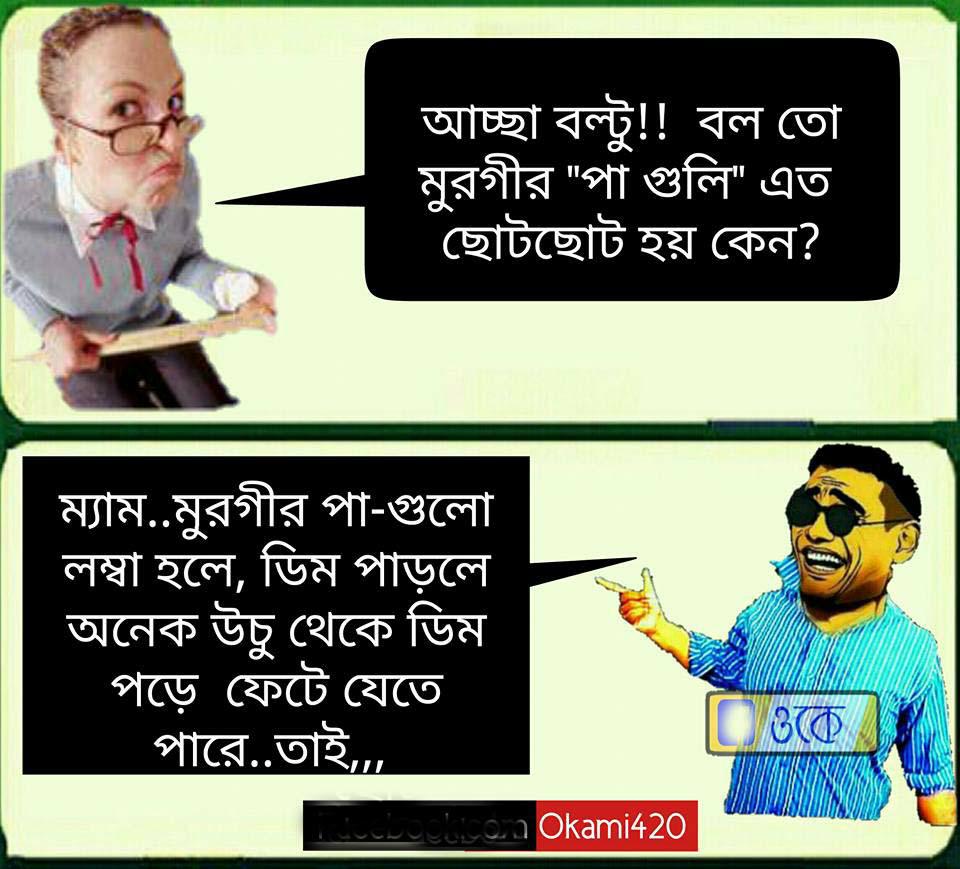 আচ্ছা বল্টু!! বল তো
মুরগীর "পা গুলি" এত
ছোটছোট হয় কেন?
ম্যাম..মুরগীর পা-গুলো
লম্বা হলে, ডিম পাড়লে
অনেক উচু থেকে ডিম
পড়ে ফেটে যেতে
পারে..তাই,,,
ওকে
Okami420